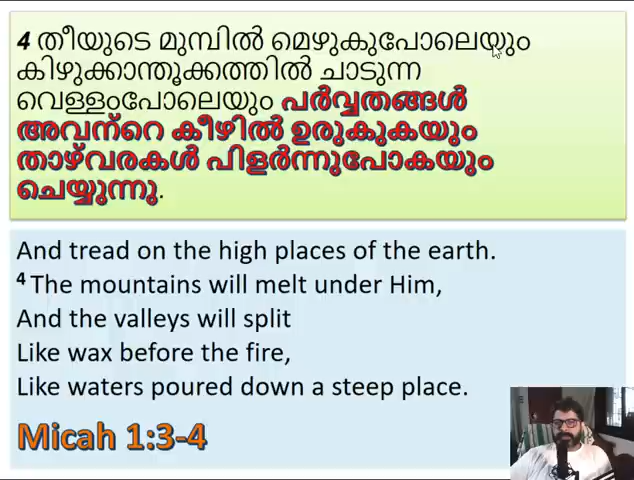 4 തീയുടെ മുമ്പിൽ മെഴുകുപോലെയും
കിഴുക്കാന്തൂക്കത്തിൽ ചാടുന്ന
വെള്ളംപോലെയും പർവ്വതങ്ങൾ
അവന്റെ കീഴിൽ ഉരുകുകയും
താഴ്‌വരകൾ പിളർന്നുപോകയും
ചെയ്യുന്നു.
And tread on the high places of the earth.
4 The mountains will melt under Him,
And the valleys will split
Like wax before the fire,
Like waters poured down a steep place.
Micah 1:3-4